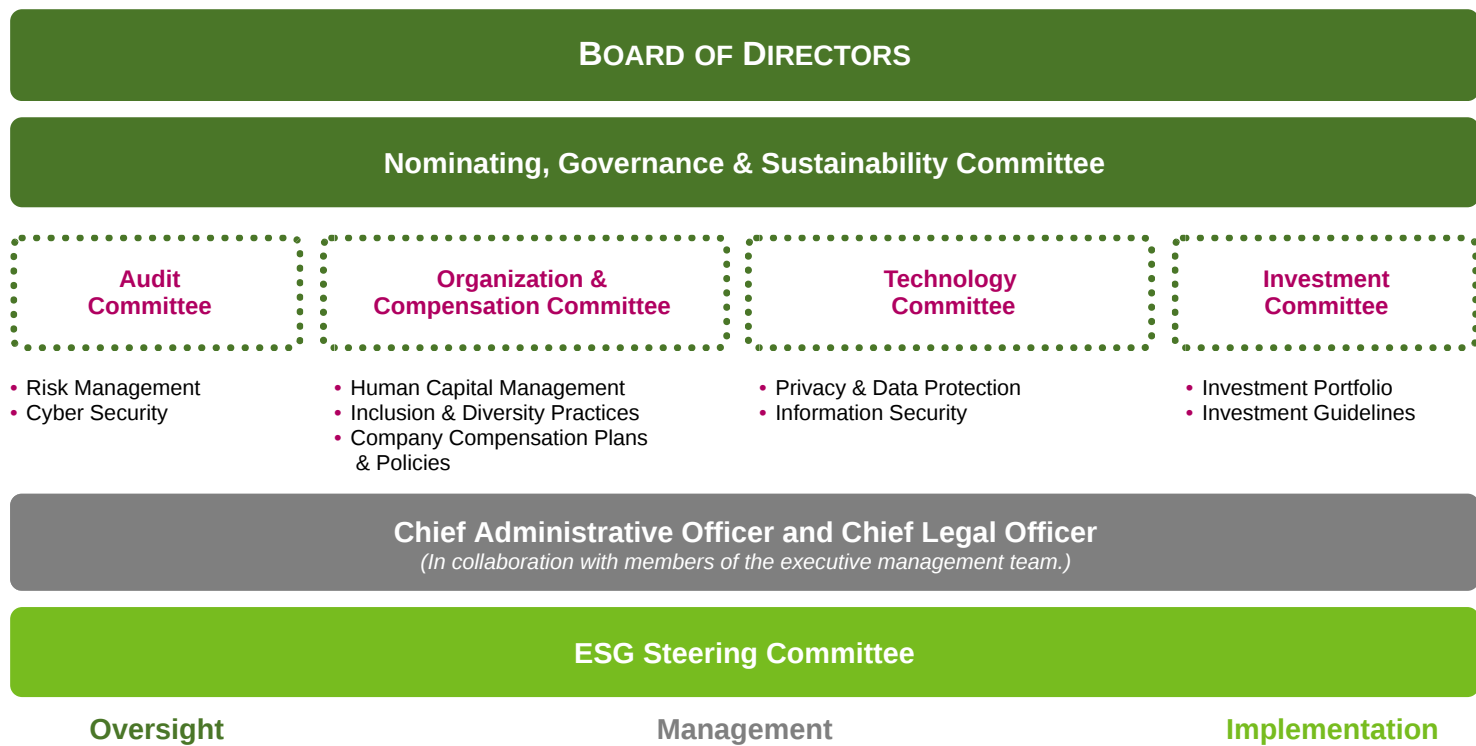 BOARD OF DIRECTORS
Nominating, Governance & Sustainability Committee
Audit
Committee
Organization &
Compensation Committee
Technology
Committee
Investment
Committee
• Risk Management
• Cyber Security
• Human Capital Management
• Inclusion & Diversity Practices
• Company Compensation Plans
& Policies
• Privacy & Data Protection
• Information Security
• Investment Portfolio
• Investment Guidelines
Chief Administrative Officer and Chief Legal Officer
(In collaboration with members of the executive management team.)
ESG Steering Committee
Oversight
Management
Implementation